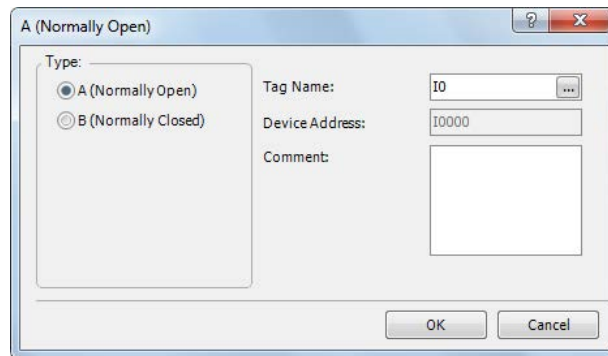 A (Normally Open)
Type:
A (Normally Open)
B (Normally Closed)
Tag Name:
I0
...
Device Address:
I0000
Comment:
OK
Cancel